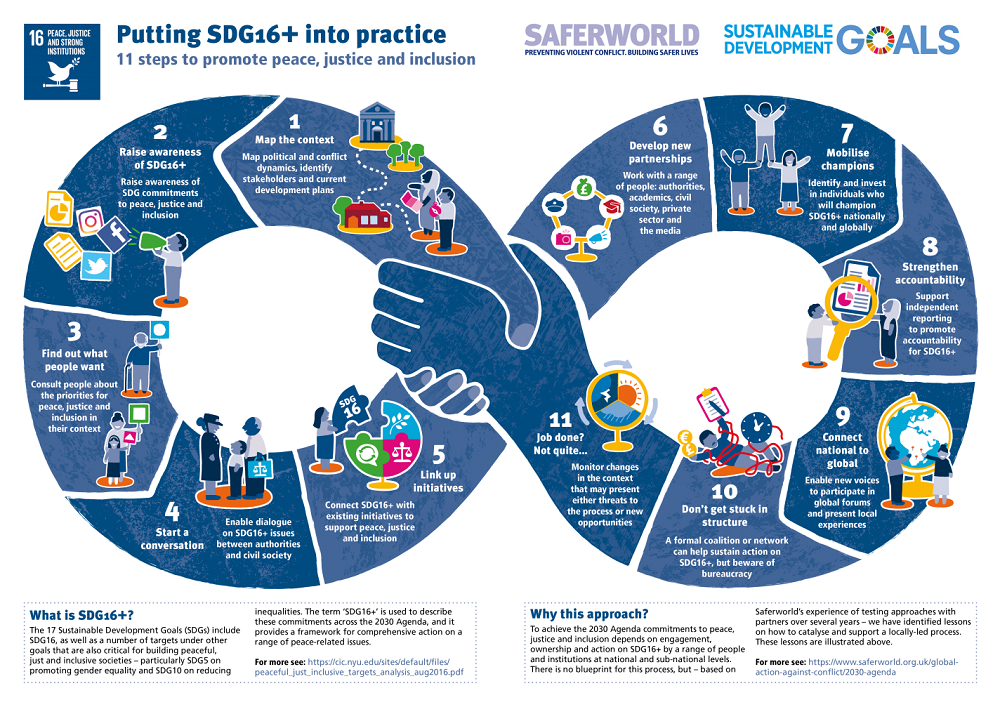 16 PEACE, JUSTICE
AND STRONG
INSTITUTIONS
Putting SDG16+ into practice
11 steps to promote peace, justice and inclusion
SAFERWORLD
PREVENTING VIOLENT CONFLICT. BUILDING SAFER LIVES
SUSTAINABLE
DEVELOPMENT
GOALS
1
Map the context
Map political and conflict
dynamics, identify
stakeholders and current
development plans
2
Raise awareness
of SDG16+
Raise awareness of
SDG commitments
to peace, justice and
inclusion
3
Find out what
people want
Consult people about
the priorities for
peace, justice and
inclusion in
their context
4
Start a
conversation
Enable dialogue
on SDG16+ issues
between authorities
and civil society
SDG
16
5
Link up
initiatives
Connect SDG16+ with
existing initiatives to
support peace, justice
and inclusion
6
Develop new
partnerships
Work with a range
of people: authorities,
academics, civil
society, private
sector and
the media
7
Mobilise
champions
Identify and invest
in individuals who
will champion
SDG16+ nationally
and globally
8
Strengthen
accountability
Support
independent
reporting
to promote
accountability
for SDG16+
9
Connect
national to
global
Enable new voices
to participate in
global forums
and present local
experiences
10
Don't get stuck in
structure
A formal coalition or network
can help sustain action on
SDG16+, but beware of
bureaucracy
11
Job done?
Not quite...
Monitor changes
in the context
that may present
either threats to
the process or new
opportunities
What is SDG16+?
The 17 Sustainable Development Goals (SDGs) include
SDG16, as well as a number of targets under other
goals that are also critical for building peaceful,
just and inclusive societies – particularly SDG5 on
promoting gender equality and SDG10 on reducing
inequalities. The term ‘SDG16+’ is used to describe
these commitments across the 2030 Agenda, and it
provides a framework for comprehensive action on a
range of peace-related issues.
For more see: https://cic.nyu.edu/sites/default/files/
peaceful_just_inclusive_targets_analysis_aug2016.pdf
Why this approach?
To achieve the 2030 Agenda commitments to peace,
justice and inclusion depends on engagement,
ownership and action on SDG16+ by a range of people
and institutions at national and sub-national levels.
There is no blueprint for this process, but – based on
Saferworld's experience of testing approaches with
partners over several years – we have identified lessons
on how to catalyse and support a locally-led process.
These lessons are illustrated above.
For more see: https://www.saferworld.org.uk/global-
action-against-conflict/2030-agenda